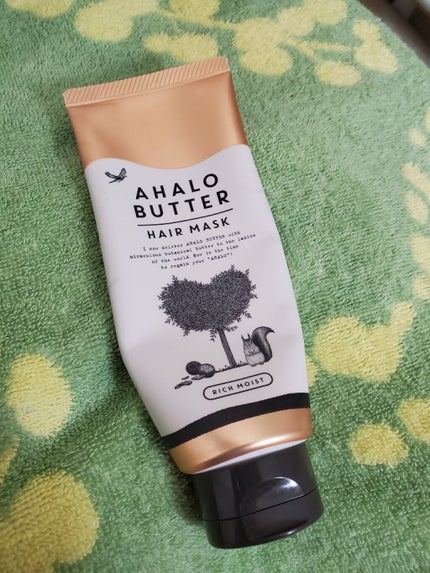 AHALO
BUTTER
HAIR MASK
I now deliver AHALO BUTTER with
miraculous botanical butter to the ladies
of the world. Now is the time
to regain your "AHALO"!
RICH MOIST